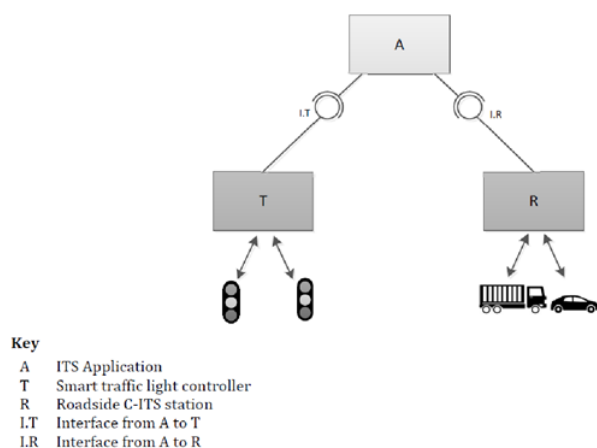 A
I.T
I.R
T
R
Key
A ITS Application
T Smart traffic light controller
R Roadside C-ITS station
I.T Interface from A to T
I.R Interface from A to R